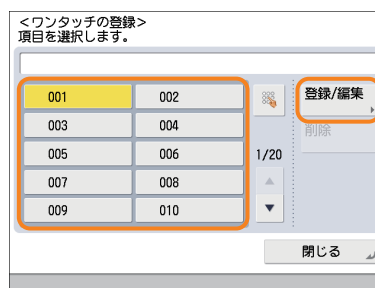 <ワンタッチの登録>
項目を選択します。
001 002 登録/編集
003 004 削除
005 006 1/20
007 008
009 010
閉じる